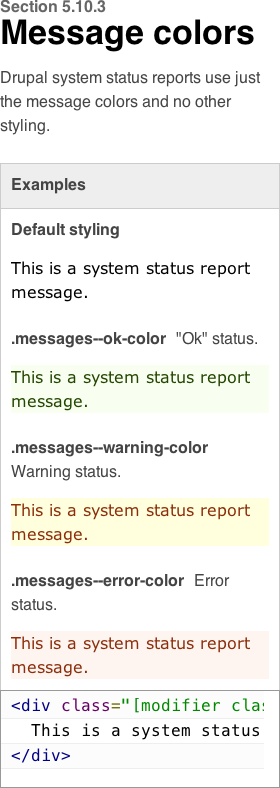 Section 5.10.3
Message colors
Drupal system status reports use just
the message colors and no other
styling.
Examples
Default styling
This is a system status report
message.
.messages--ok-color "Ok" status.
This is a system status report
message.
.messages--warning-color
Warning status.
This is a system status report
message.
.messages--error-color Error
status.
This is a system status report
message.
<div class="[modifier clas
This is a system status
</div>